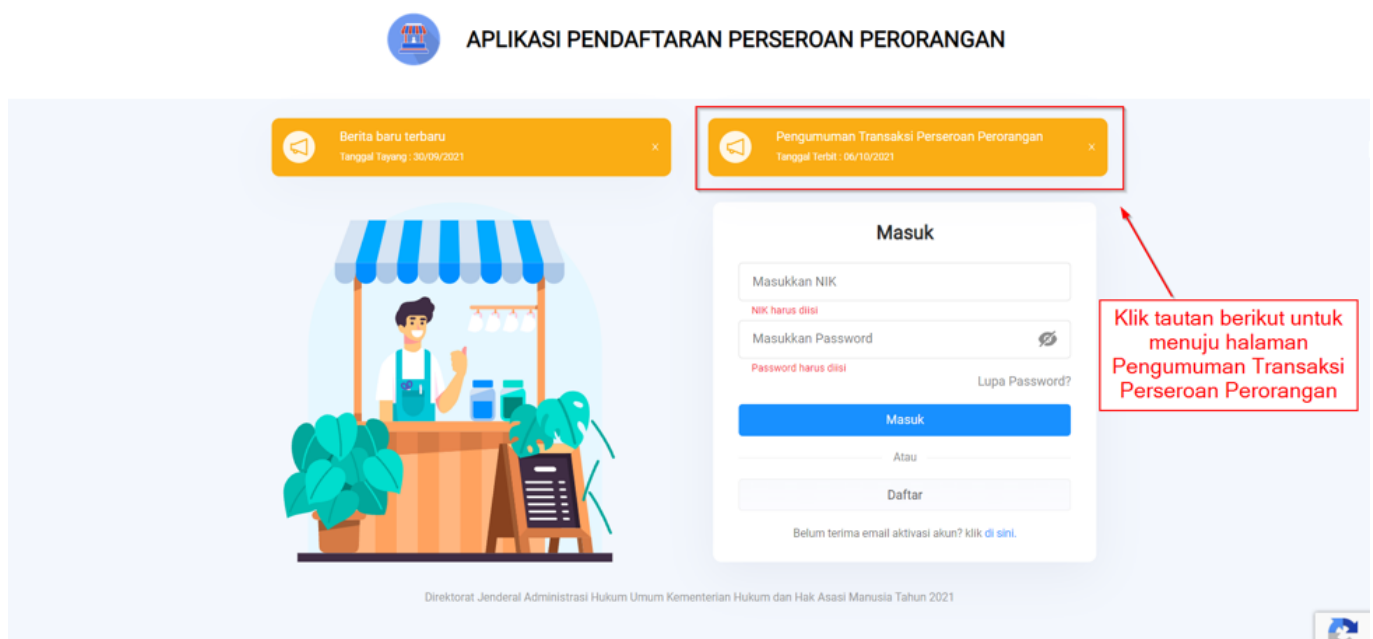 APLIKASI PENDAFTARAN PERSEROAN PERORANGAN
Berita baru terbaru
Tanggal Tayang : 30/09/2021
x
Pengumuman Transaksi Perseroan Perorangan
Tanggal Terbit : 06/10/2021
x
Masuk
Masukkan NIK
NIK harus diisi
Masukkan Password
Password harus diisi
Lupa Password?
Masuk
Atau
Daftar
Belum terima email aktivasi akun? klik di sini.
Klik tautan berikut untuk
menuju halaman
Pengumuman Transaksi
Perseroan Perorangan
Direktorat Jenderal Administrasi Hukum Umum Kementerian Hukum dan Hak Asasi Manusia Tahun 2021